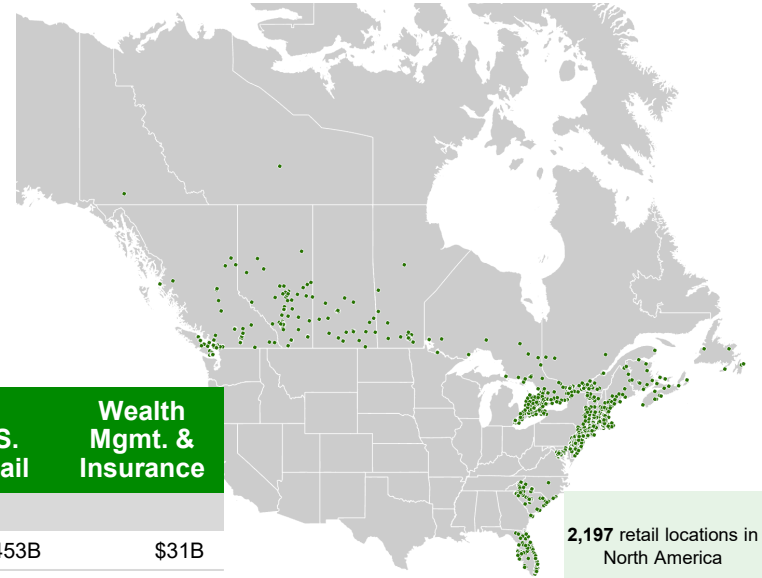 Wealth
Mgmt. &
Insurance
$31B
2,197 retail locations in
North America